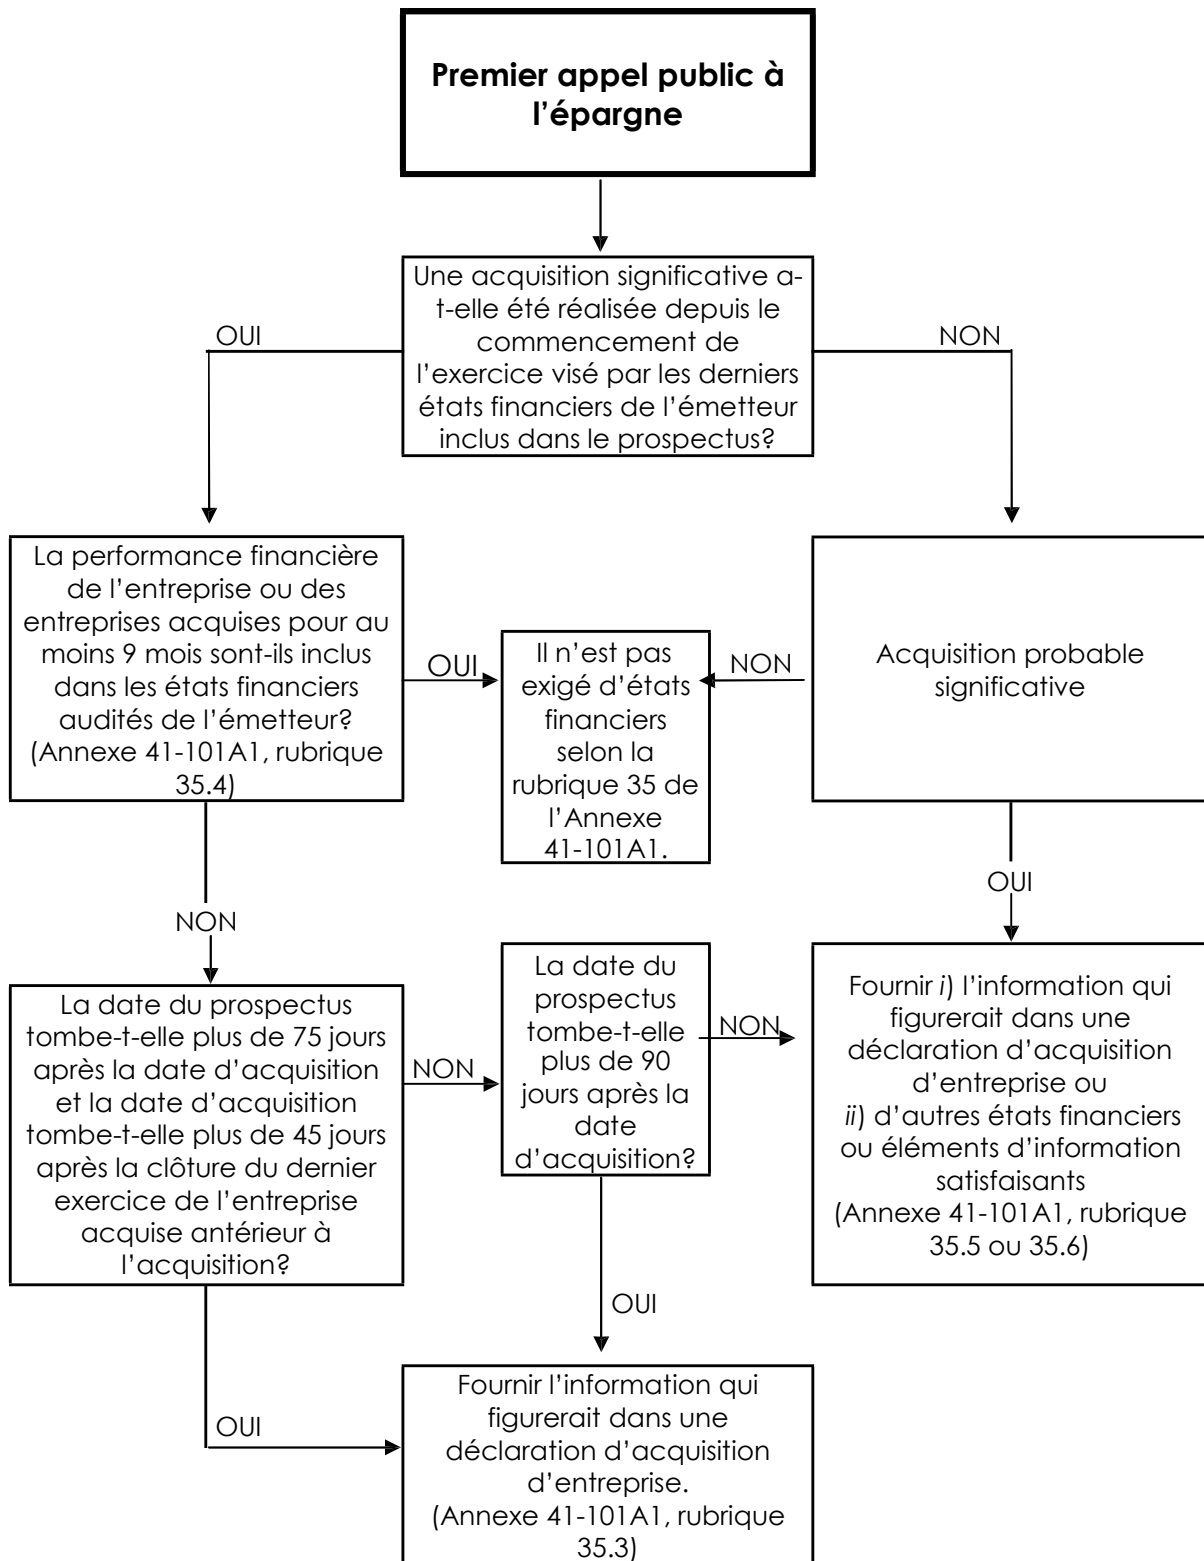 Premier appel public à
l’épargne
Une acquisition significative a-
t-elle été réalisée depuis le
commencement de
l’exercice visé par les derniers
états financiers de l’émetteur
inclus dans le prospectus?
OUI
NON
La performance financière
de l’entreprise ou des
entreprises acquises pour au
moins 9 mois sont-ils inclus
dans les états financiers
audités de l’émetteur?
(Annexe 41-101A1, rubrique
35.4)
OUI
Il n’est pas
exigé d’états
financiers
selon la
rubrique 35 de
l’Annexe
41-101A1.
NON
Acquisition probable
significative
NON
OUI
La date du prospectus
tombe-t-elle plus de 75 jours
après la date d’acquisition
et la date d’acquisition
tombe-t-elle plus de 45 jours
après la clôture du dernier
exercice de l’entreprise
acquise antérieur à
l’acquisition?
NON
La date du
prospectus
tombe-t-elle
plus de 90
jours après la
date
d’acquisition?
NON
Fournir i) l’information qui
figurerait dans une
déclaration d’acquisition
d’entreprise ou
ii) d’autres états financiers
ou éléments d’information
satisfaisants
(Annexe 41-101A1, rubrique
35.5 ou 35.6)
OUI
OUI
Fournir l’information qui
figurerait dans une
déclaration d’acquisition
d’entreprise.
(Annexe 41-101A1, rubrique
35.3)